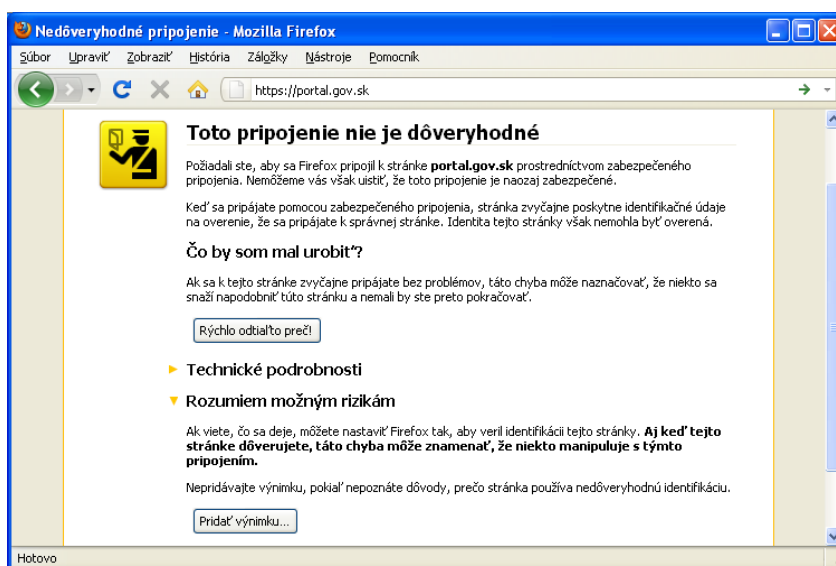 Nedôveryhodné pripojenie - Mozilla Firefox
Súbor Upraviť Zobraziť História Záložky Nástroje Pomocník
https://portal.gov.sk
Toto pripojenie nie je dôveryhodné
Požiadali ste, aby sa Firefox pripojil k stránke portal.gov.sk prostredníctvom zabezpečeného
pripojenia. Nemôžeme vás však uistiť, že toto pripojenie je naozaj zabezpečené.
Keď sa pripájate pomocou zabezpečeného pripojenia, stránka zvyčajne poskytne identifikačné údaje
na overenie, že sa pripájate k správnej stránke. Identita tejto stránky však nemohla byť overená.
Čo by som mal urobiť?
Ak sa k tejto stránke zvyčajne pripájate bez problémov, táto chyba môže naznačovať, že niekto sa
snaží napodobniť túto stránku a nemali by ste preto pokračovať.
Rýchlo odtiaľto preč!
Technické podrobnosti
Rozumiem možným rizikám
Ak viete, čo sa deje, môžete nastaviť Firefox tak, aby veril identifikácii tejto stránky. Aj keď tejto
stránke dôverujete, táto chyba môže znamenať, že niekto manipuluje s týmto
pripojením.
Nepridávajte výnimku, pokiaľ nepoznáte dôvody, prečo stránka používa nedôveryhodnú identifikáciu.
Pridať výnimku...
Hotovo